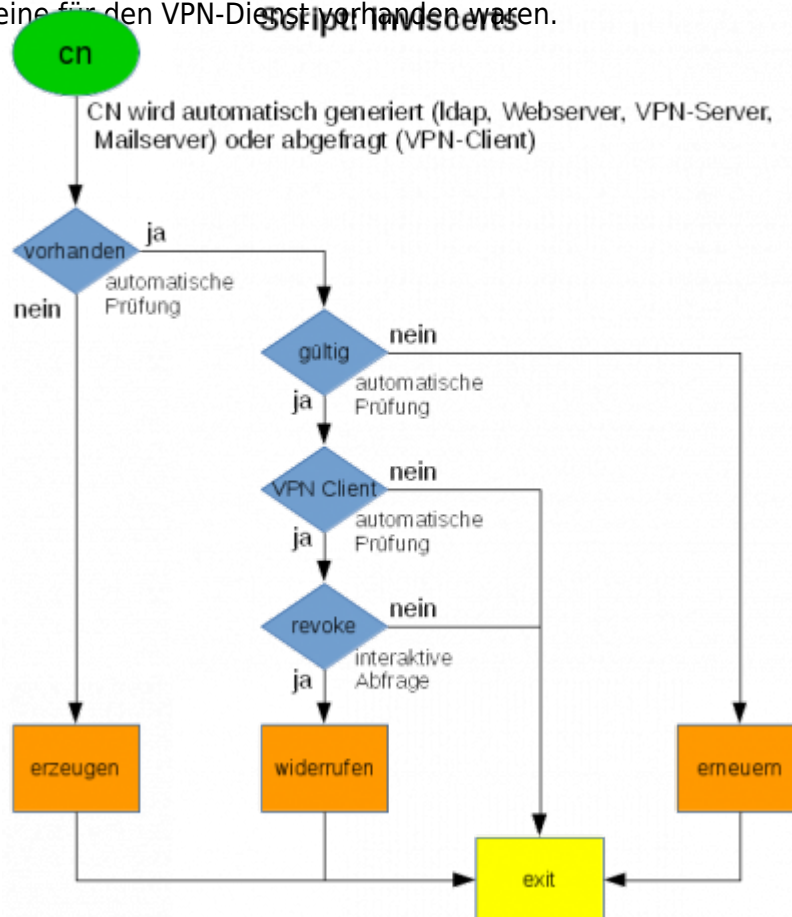 eine für den VPN-Dienst vorhanden waren.
Script: inviscerts
cn
CN wird automatisch generiert (ldap, Webserver, VPN-Server,
Mailserver) oder abgefragt (VPN-Client)
vorhanden
ja
automatische
Prüfung
nein
gültig
nein
automatische
Prüfung
ja
VPN Client
nein
automatische
Prüfung
ja
revoke
nein
interaktive
Abfrage
ja
erzeugen
widerrufen
erneuern
exit